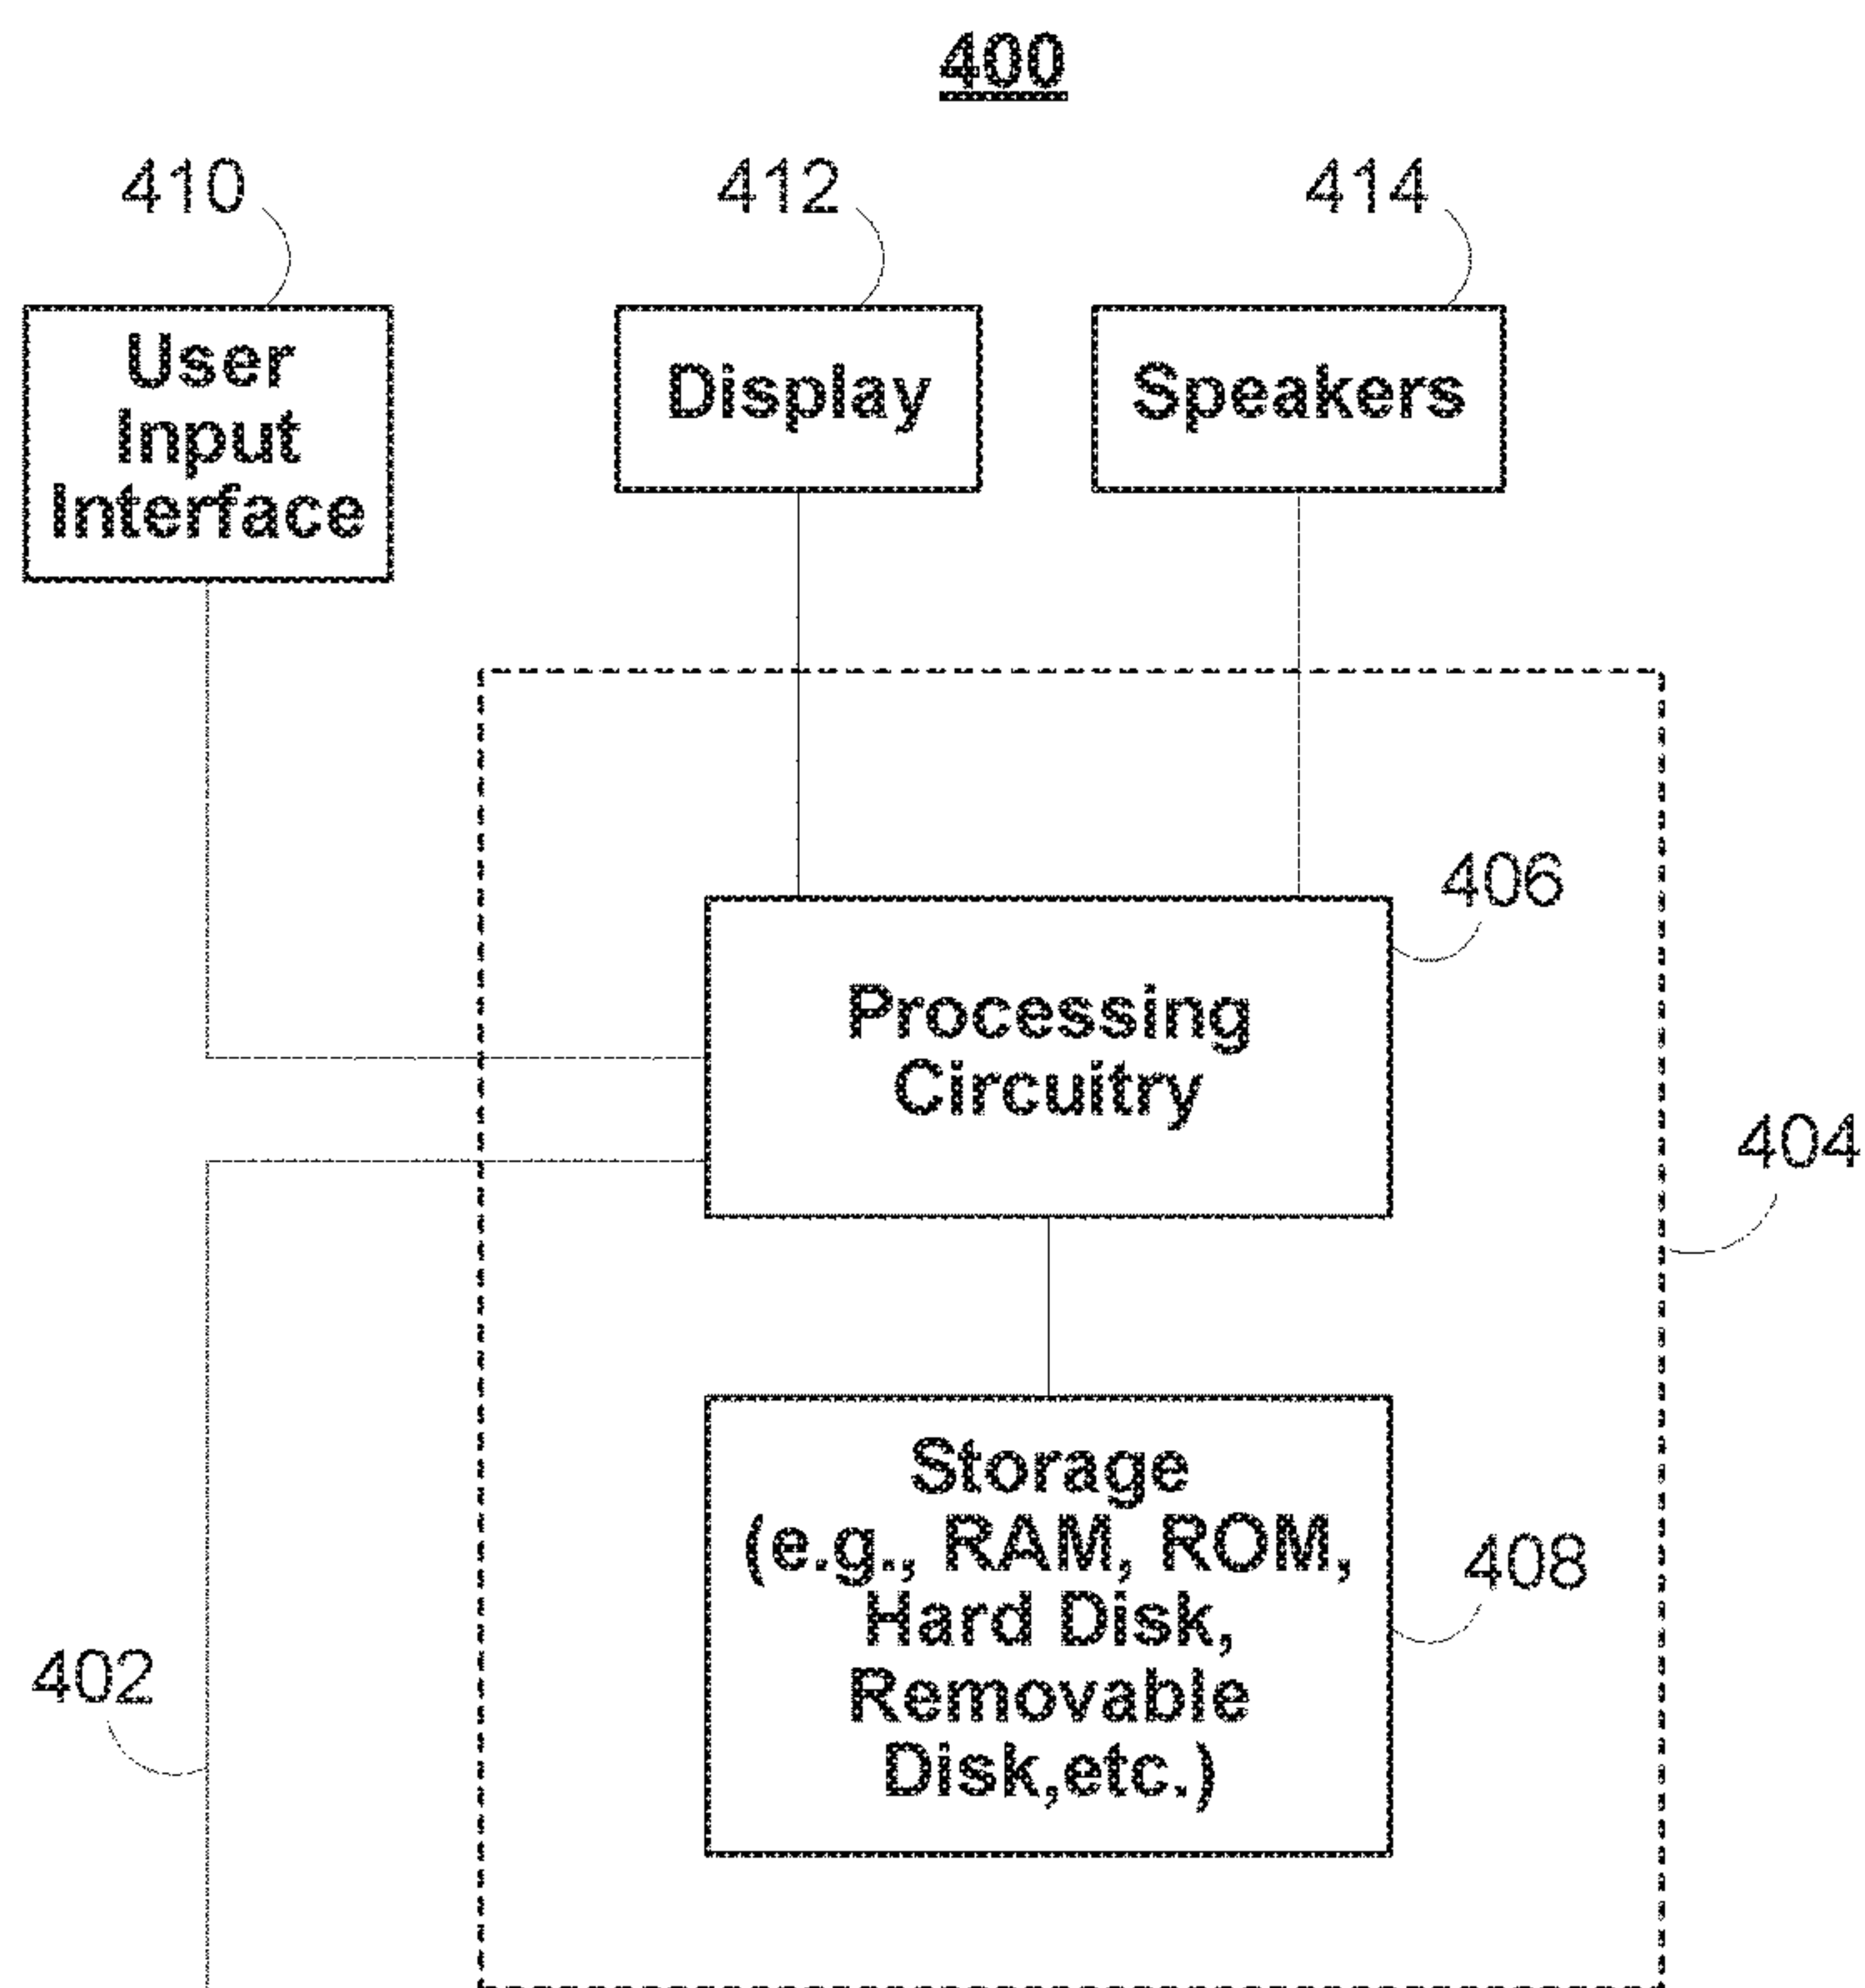 400
410
412
414
User
Input
Interface
Display
Speakers
406
Processing
Circuitry
404
Storage
(e.g., RAM, ROM,
Hard Disk,
Removable
Disk,etc.)
408
402